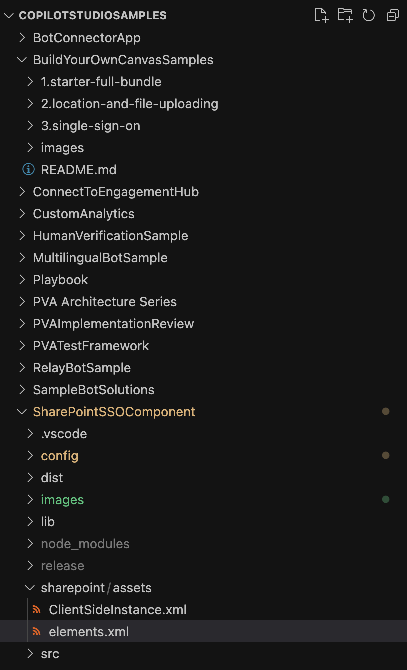 COPILOTSTUDIOSAMPLES
BotConnectorApp
BuildYourOwnCanvasSamples
1.starter-full-bundle
2.location-and-file-uploading
3.single-sign-on
images
README.md
ConnectToEngagementHub
CustomAnalytics
HumanVerificationSample
MultilingualBotSample
Playbook
PVA Architecture Series
PVAImplementationReview
PVATestFramework
RelayBotSample
SampleBotSolutions
SharePointSSOComponent
.vscode
config
dist
images
lib
node_modules
release
sharepoint/assets
ClientSideInstance.xml
elements.xml
src